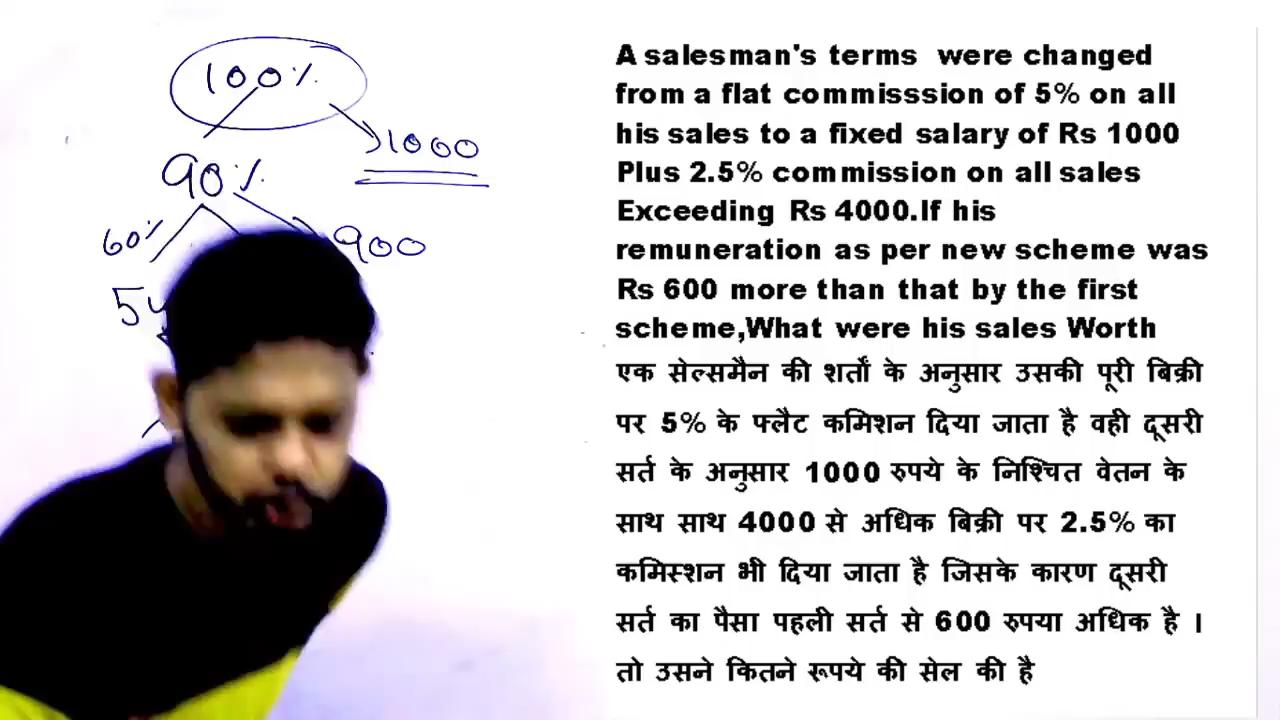 100%
1000
90%
60%
900
A salesman's terms were changed
from a flat commisssion of 5% on all
his sales to a fixed salary of Rs 1000
Plus 2.5% commission on all sales
Exceeding Rs 4000.If his
remuneration as per new scheme was
Rs 600 more than that by the first
scheme,What were his sales Worth
एक सेल्समैन की शर्तों के अनुसार उसकी पूरी बिक्री
पर 5% के फ्लैट कमिशन दिया जाता है वही दूसरी
सर्त के अनुसार 1000 रुपये के निश्चित वेतन के
साथ साथ 4000 से अधिक बिक्री पर 2.5% का
कमिस्शन भी दिया जाता है जिसके कारण दूसरी
सर्त का पैसा पहली सर्त से 600 रुपया अधिक है ।
तो उसने कितने रूपये की सेल की है